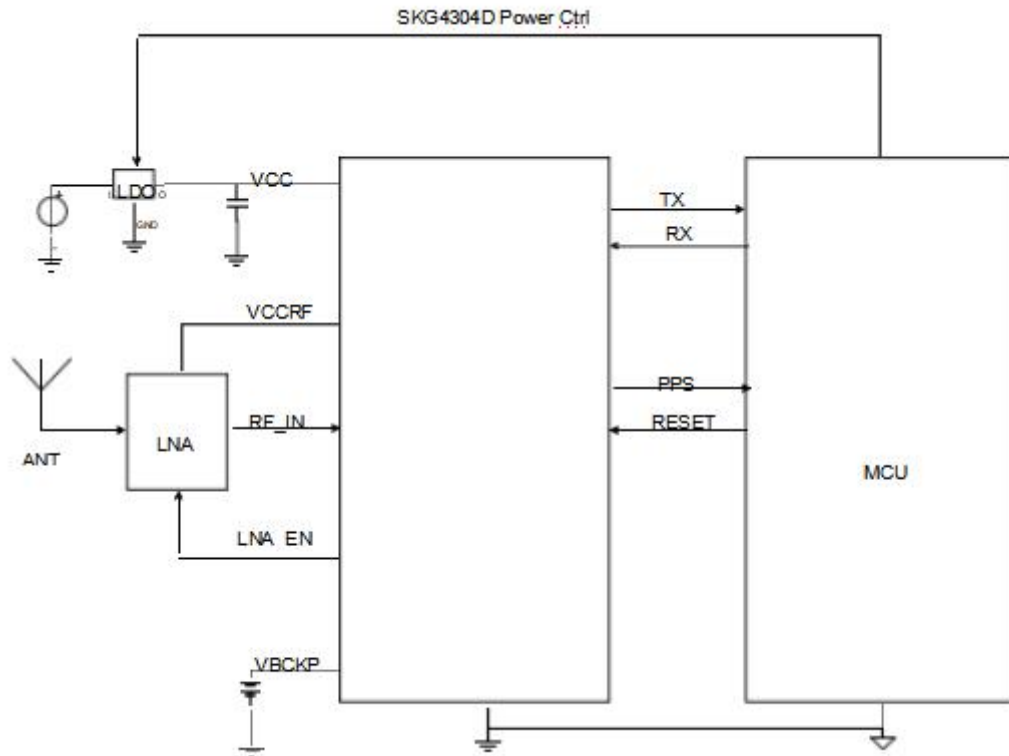 SKG4304D Power Ctrl
LDO
VCC
GND
TX
RX
VCCRF
ANT
LNA
RF_IN
PPS
RESET
MCU
LNA_EN
VBCKP